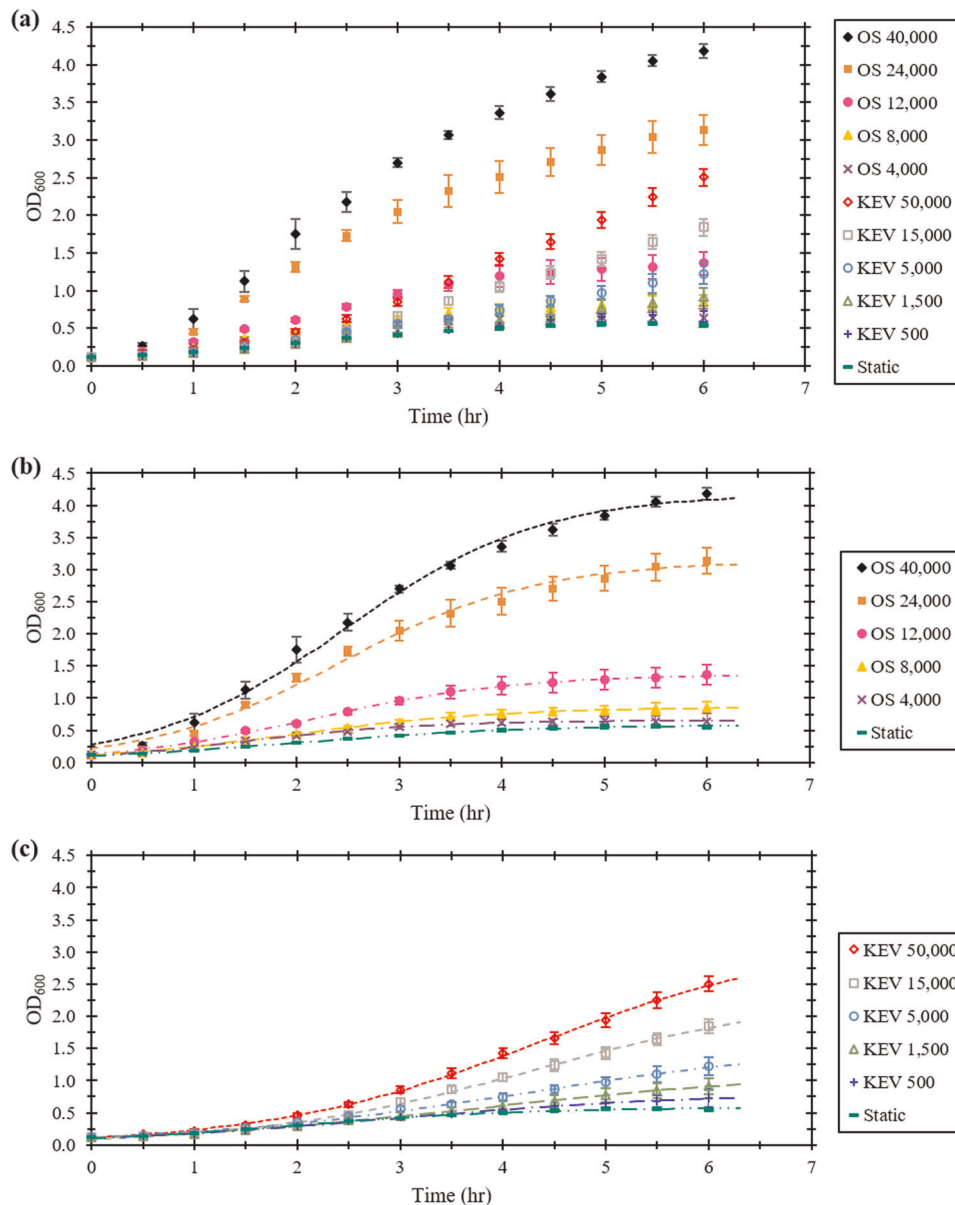 (a)
4.5
4.0
3.5
3.0
2.5
2.0
1.5
1.0
0.5
0.0
OD600
0 1 2 3 4 5 6 7
Time (hr)
OS 40,000
OS 24,000
OS 12,000
OS 8,000
OS 4,000
KEV 50,000
KEV 15,000
KEV 5,000
KEV 1,500
KEV 500
Static
(b)
4.5
4.0
3.5
3.0
2.5
2.0
1.5
1.0
0.5
0.0
OD600
0 1 2 3 4 5 6 7
Time (hr)
OS 40,000
OS 24,000
OS 12,000
OS 8,000
OS 4,000
Static
(c)
4.5
4.0
3.5
3.0
2.5
2.0
1.5
1.0
0.5
0.0
OD600
0 1 2 3 4 5 6 7
Time (hr)
KEV 50,000
KEV 15,000
KEV 5,000
KEV 1,500
KEV 500
Static